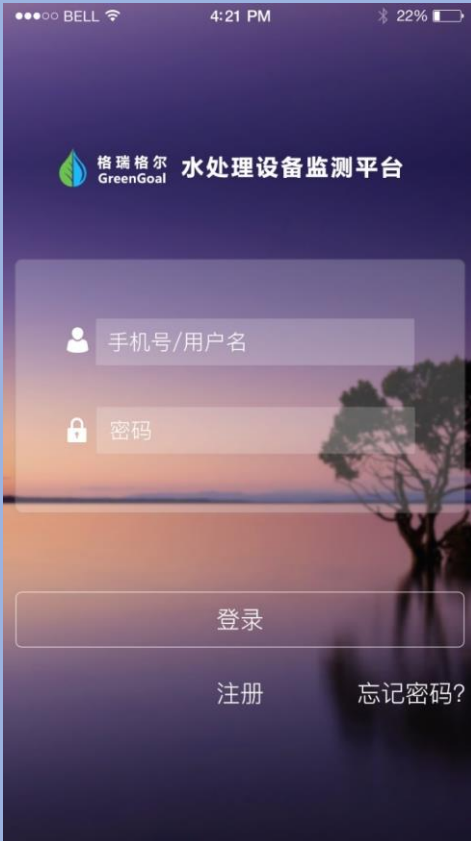 BELL 4:21 PM 22%
格瑞格尔
GreenGoal
水处理设备监测平台
手机号/用户名
密码
登录
注册 忘记密码?